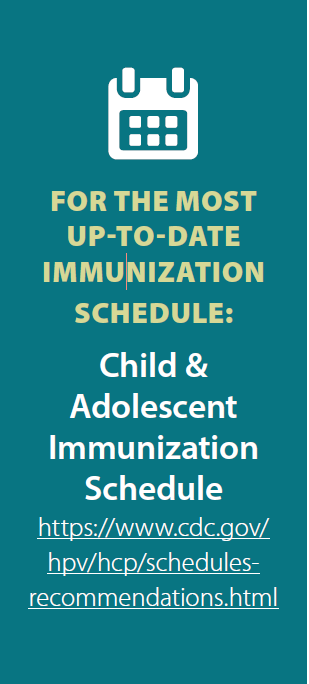 FOR THE MOST
UP-TO-DATE
IMMUNIZATION
SCHEDULE:
Child &
Adolescent
Immunization
Schedule
https://www.cdc.gov/
hpv/hcp/schedules-
recommendations.html